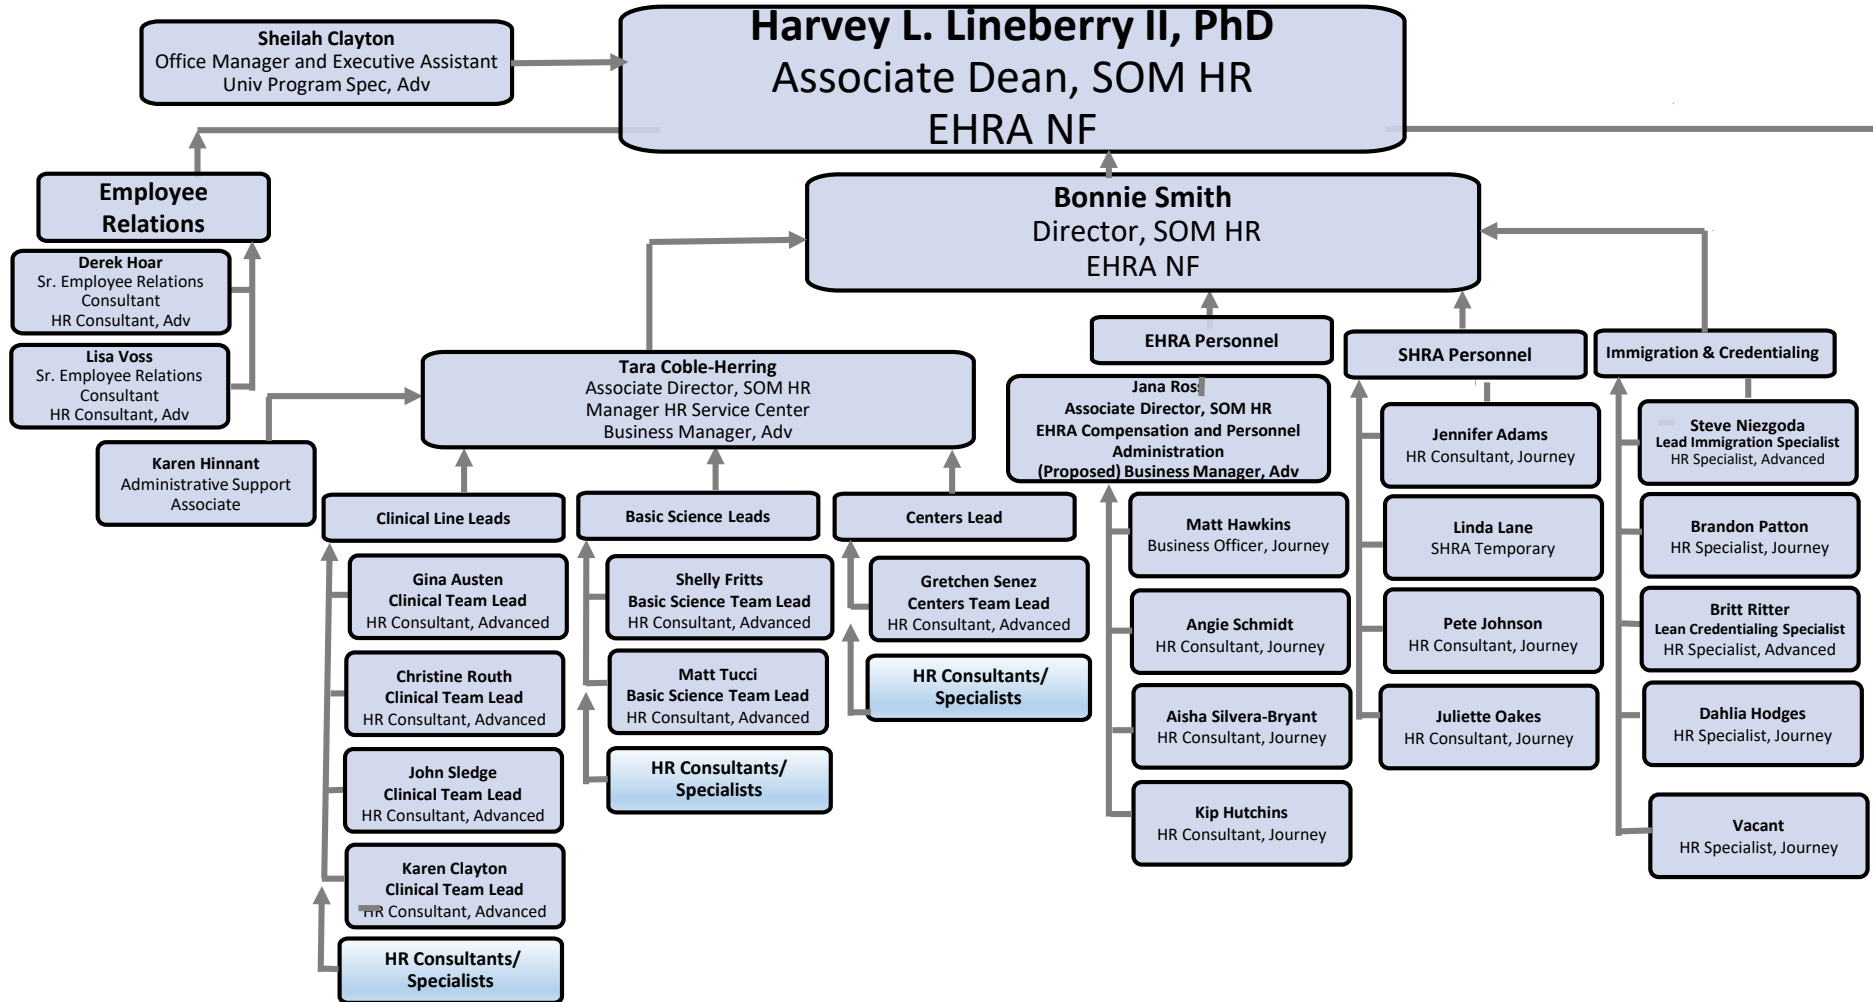 Harvey L. Lineberry II, PhD
Associate Dean, SOM HR
EHRA NF
Sheilah Clayton
Office Manager and Executive Assistant
Univ Program Spec, Adv
Employee
Relations
Derek Hoar
Sr. Employee Relations
Consultant
HR Consultant, Adv
Lisa Voss
Sr. Employee Relations
Consultant
HR Consultant, Adv
Bonnie Smith
Director, SOM HR
EHRA NF
Tara Coble-Herring
Associate Director, SOM HR
Manager HR Service Center
Business Manager, Adv
Karen Hinnant
Administrative Support
Associate
Clinical Line Leads
Gina Austen
Clinical Team Lead
HR Consultant, Advanced
Christine Routh
Clinical Team Lead
HR Consultant, Advanced
John Sledge
Clinical Team Lead
HR Consultant, Advanced
Karen Clayton
Clinical Team Lead
HR Consultant, Advanced
HR Consultants/
Specialists
Basic Science Leads
Shelly Fritts
Basic Science Team Lead
HR Consultant, Advanced
Matt Tucci
Basic Science Team Lead
HR Consultant, Advanced
HR Consultants/
Specialists
Centers Lead
Gretchen Senez
Centers Team Lead
HR Consultant, Advanced
HR Consultants/
Specialists
EHRA Personnel
Jana Ross
Associate Director, SOM HR
EHRA Compensation and Personnel
Administration
(Proposed) Business Manager, Adv
Matt Hawkins
Business Officer, Journey
Angie Schmidt
HR Consultant, Journey
Aisha Silvera-Bryant
HR Consultant, Journey
Kip Hutchins
HR Consultant, Journey
SHRA Personnel
Jennifer Adams
HR Consultant, Journey
Linda Lane
SHRA Temporary
Pete Johnson
HR Consultant, Journey
Juliette Oakes
HR Consultant, Journey
Immigration & Credentialing
Steve Niezgoda
Lead Immigration Specialist
HR Specialist, Advanced
Brandon Patton
HR Specialist, Journey
Britt Ritter
Lean Credentialing Specialist
HR Specialist, Advanced
Dahlia Hodges
HR Specialist, Journey
Vacant
HR Specialist, Journey